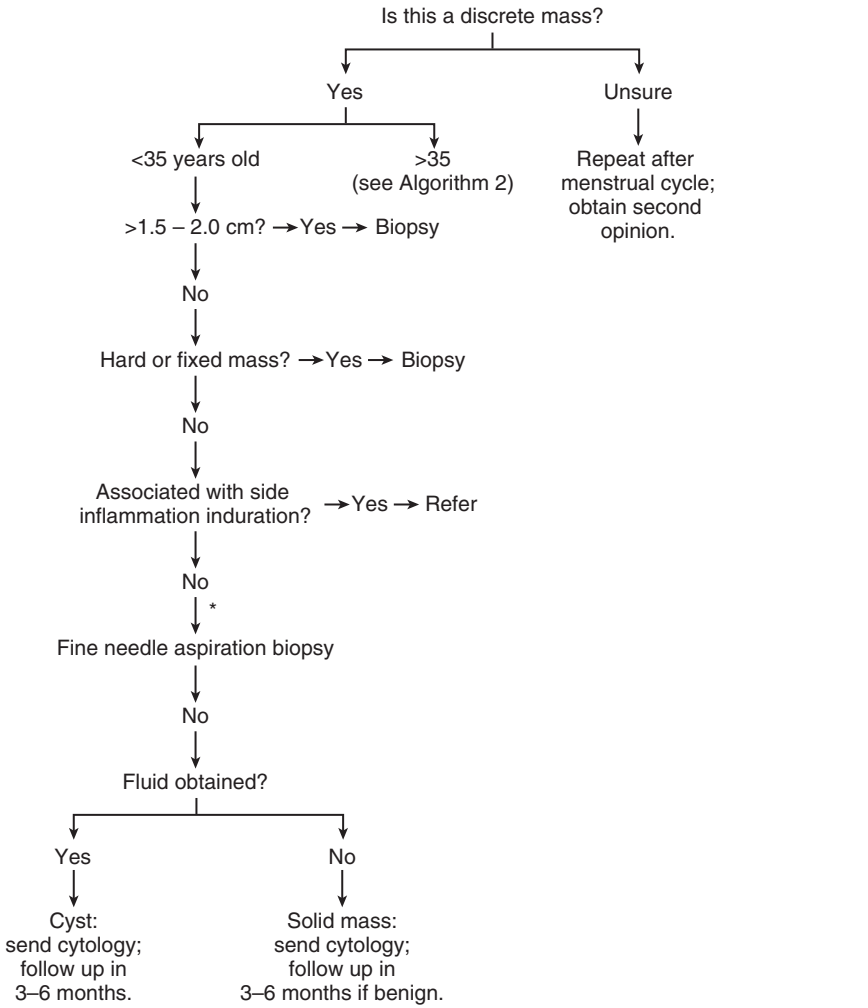 Is this a discrete mass?
Yes
Unsure
<35 years old
>35
(see Algorithm 2)
Repeat after
menstrual cycle;
obtain second
opinion.
>1.5 – 2.0 cm?
Yes
Biopsy
No
Hard or fixed mass?
Yes
Biopsy
No
Associated with side
inflammation induration?
Yes
Refer
No
*
Fine needle aspiration biopsy
No
Fluid obtained?
Yes
No
Cyst:
send cytology;
follow up in
3–6 months.
Solid mass:
send cytology;
follow up in
3–6 months if benign.